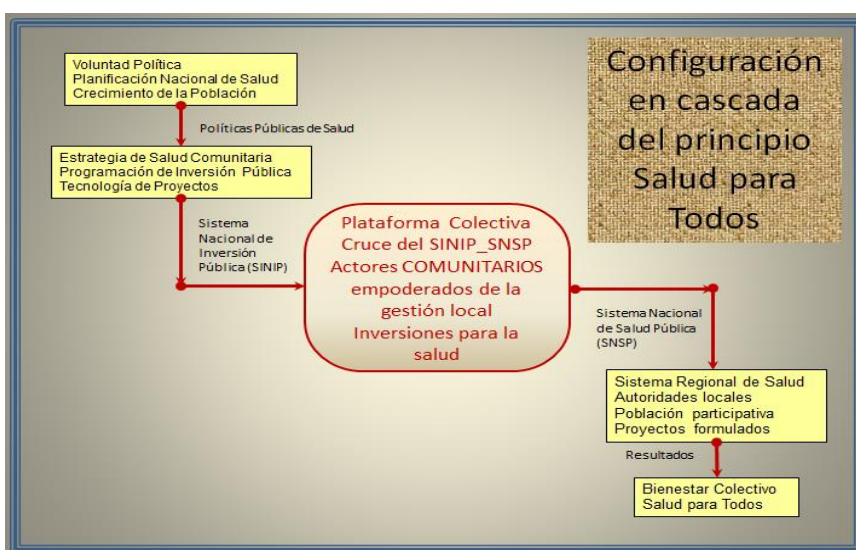 Voluntad Política
Planificación Nacional de Salud
Crecimiento de la Población
Políticas Públicas de Salud
Estrategia de Salud Comunitaria
Programación de Inversión Pública
Tecnología de Proyectos
Sistema
Nacional de
Inversión
Pública (SINIP)
Configuración
en cascada
del principio
Salud para
Todos
Plataforma Colectiva
Cruce del SINIP_SNSP
Actores COMUNITARIOS
empoderados de la
gestión local
Inversiones para la
salud
Sistema Nacional
de Salud Pública
(SNSP)
Sistema Regional de Salud
Autoridades locales
Población participativa
Proyectos formulados
Resultados
Bienestar Colectivo
Salud para Todos